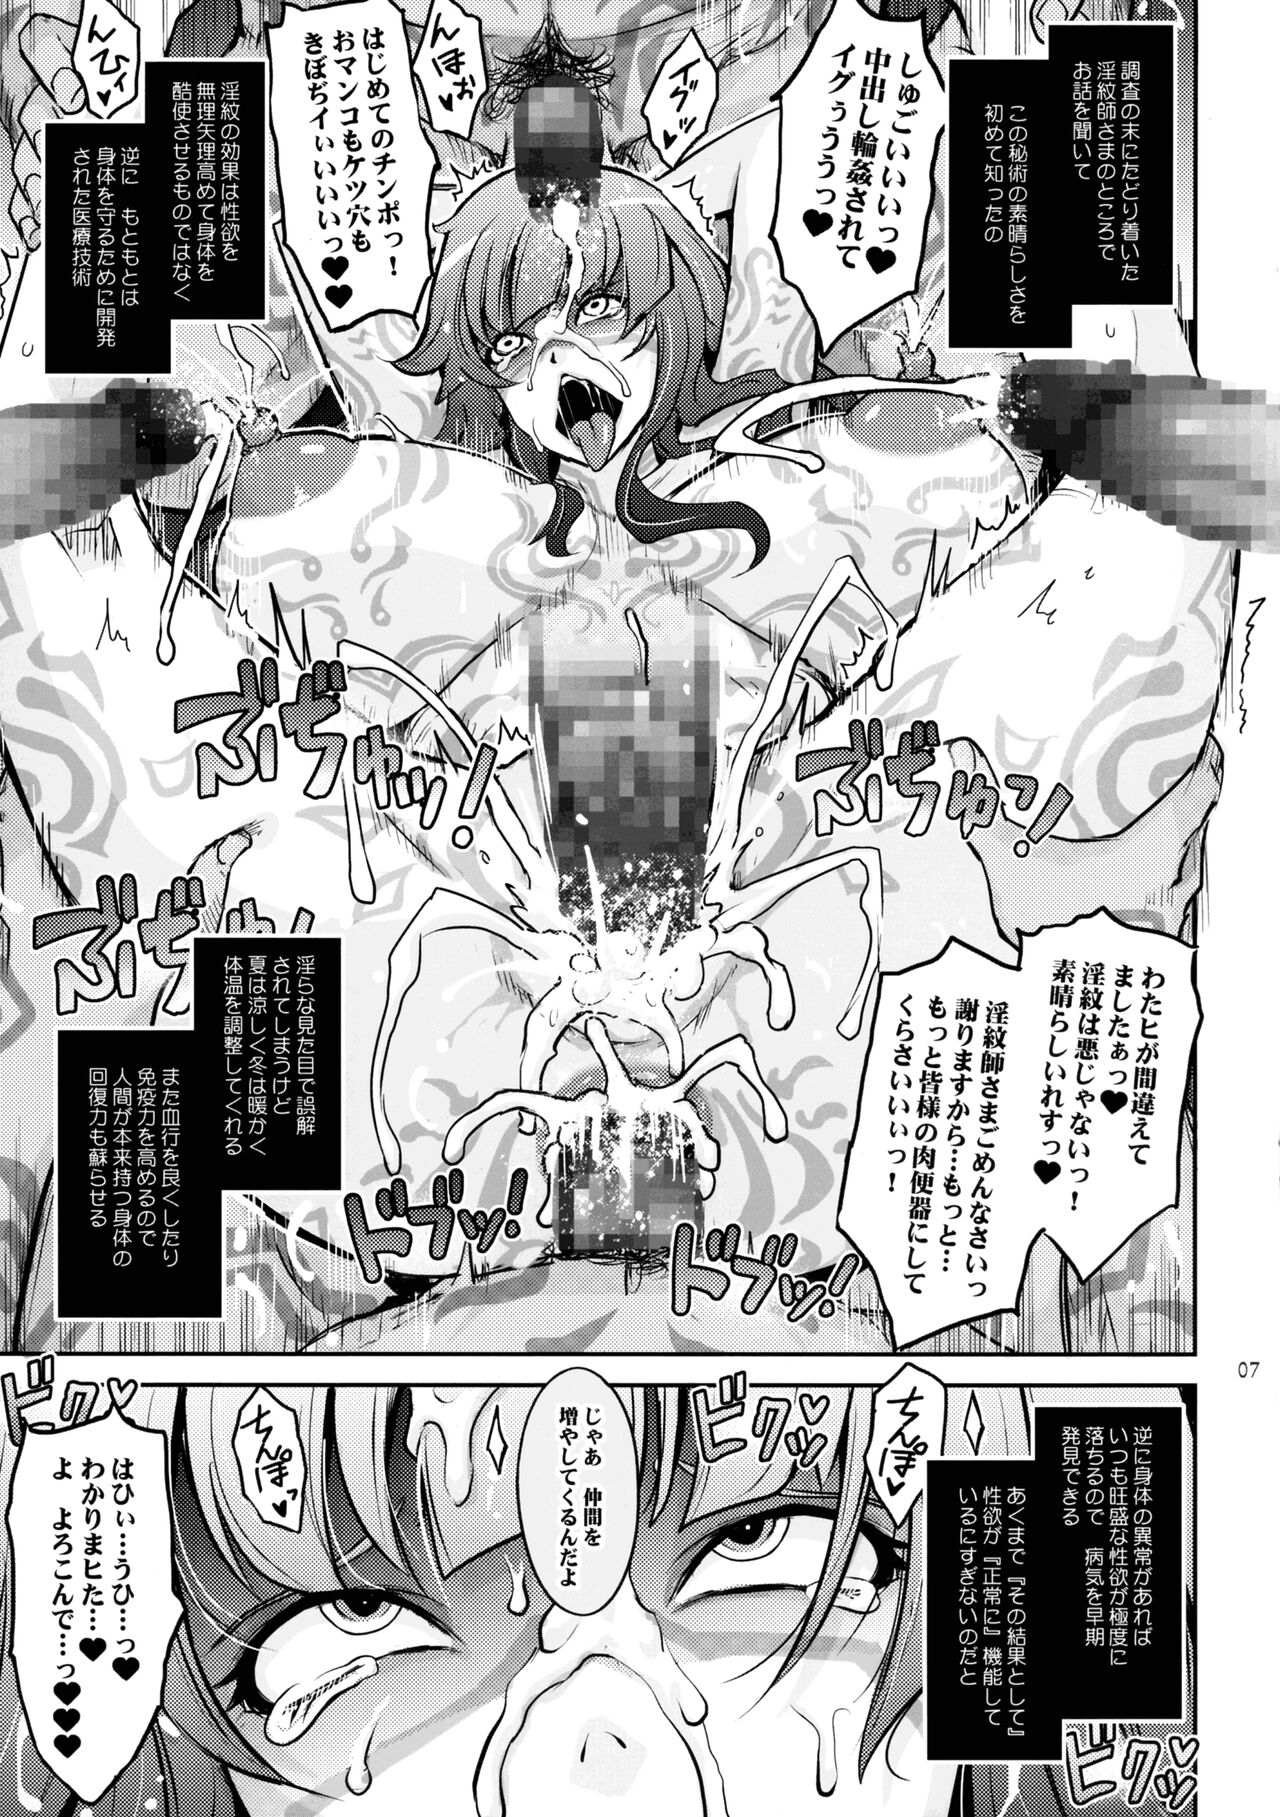 調査の末にたどり着いた
淫紋師さまのところで
お話を聞いて
この秘術の素晴らしさを
初めて知ったの
しゅごいいいっ♥
中出し輪姦されて
イグぅううっ♥
イッグぅ♥
んほぉっ♥
はじめてのチンポっ！
おマンコもケツ穴も
きぼぢイぃいいいっ♥♥
んひィっ♥
淫紋の効果は性欲を
無理矢理高めて身体を
酷使させるものではなく
逆に　もともとは
身体を守るために開発
された医療技術
ぶぢゅんっ！
ぶぢゅッッ！
ぶぢゅ
わたヒが間違えて
ましたぁっ♥
淫紋は悪じゃないっ！
素晴らしいれすっ♥
淫紋師さまごめんなさいっ
謝りますから…もっと…
もっと皆様の肉便器にして
くらさいいぃっ！
淫らな見た目で誤解
されてしまうけど
夏は涼しく冬は暖かく
体温を調整してくれる
また血行を良くしたり
免疫力を高めるので
人間が本来持つ身体の
回復力も蘇らせる
ドブッッ！
ドブッッ！
07
逆に身体の異常があれば
いつも旺盛な性欲が極度に
落ちるので　病気を早期
発見できる
あくまで『その結果として』
性欲が『正常に』機能して
いるにすぎないのだと
ちんぽっ♥
ビクッ♡
じゃあ　仲間を
増やしてくるんだよ
ちんぽっ♥
ビクッ♡
はひぃ…うひ…っ♥
わかりまヒた…♥
よ　よろこんで…っ♥♥♥
ビクッ♡